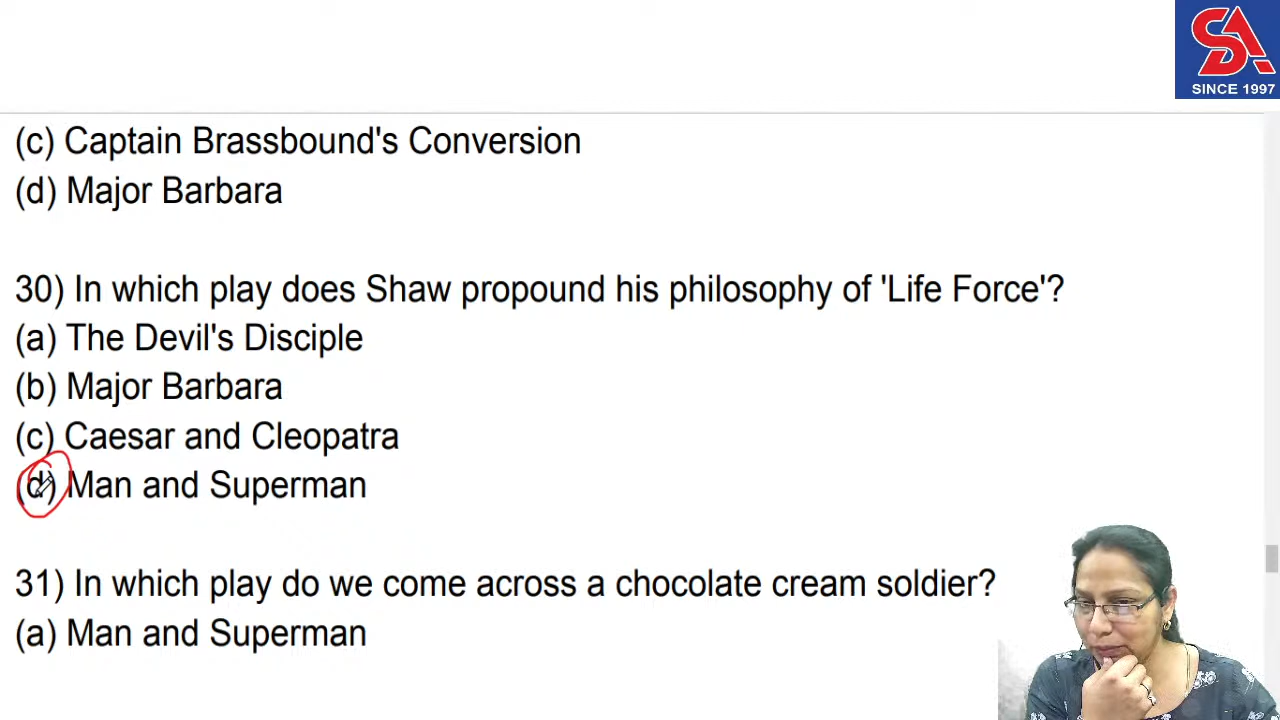 SA
SINCE 1997
(c) Captain Brassbound's Conversion
(d) Major Barbara
30) In which play does Shaw propound his philosophy of 'Life Force'?
(a) The Devil's Disciple
(b) Major Barbara
(c) Caesar and Cleopatra
(d) Man and Superman
31) In which play do we come across a chocolate cream soldier?
(a) Man and Superman